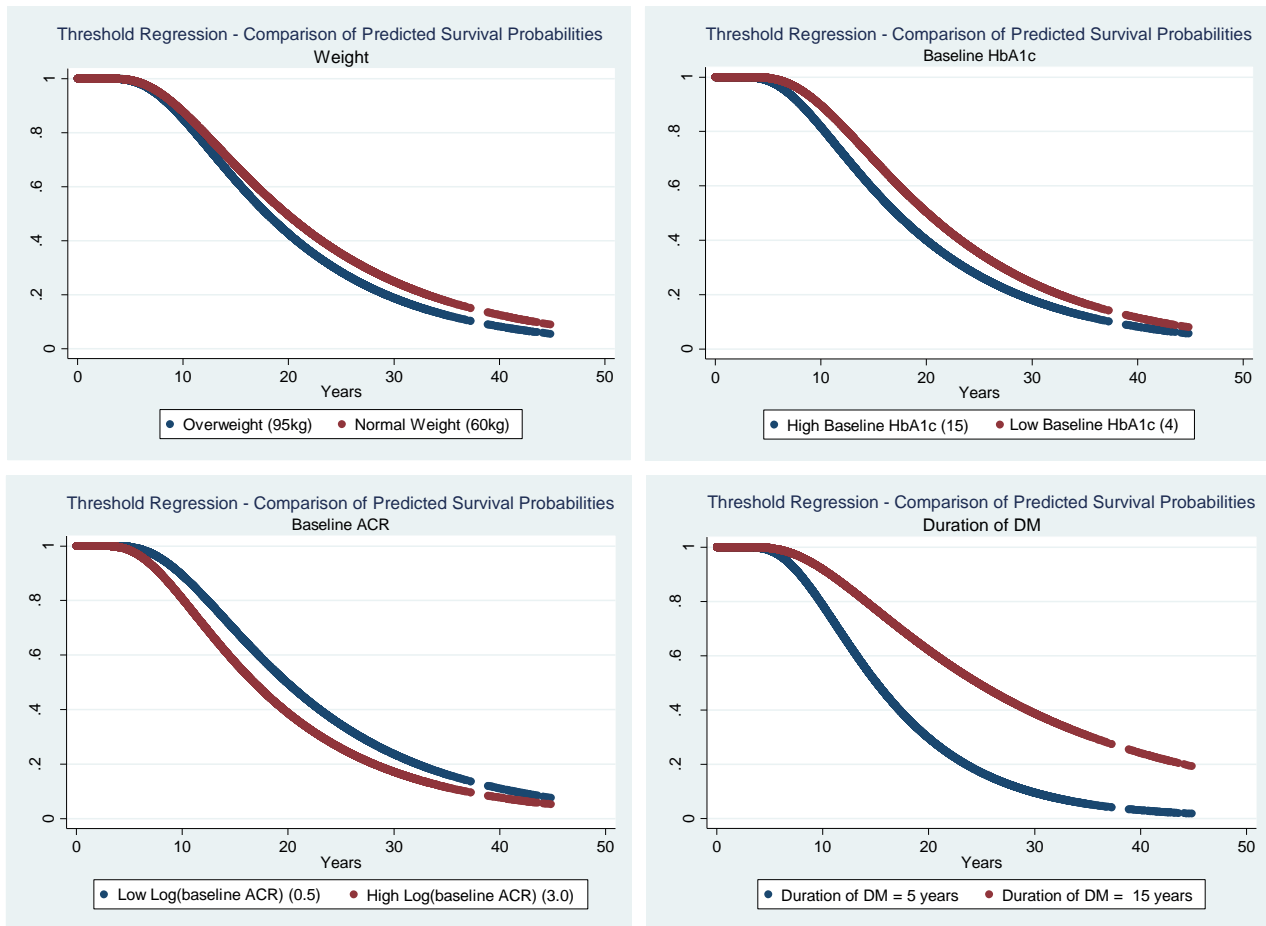 Threshold Regression - Comparison of Predicted Survival Probabilities
Weight
1
.8
.6
.4
.2
0
0 10 20 30 40 50
Years
Overweight (95kg) Normal Weight (60kg)
Threshold Regression - Comparison of Predicted Survival Probabilities
Baseline HbA1c
1
.8
.6
.4
.2
0
0 10 20 30 40 50
Years
High Baseline HbA1c (15) Low Baseline HbA1c (4)
Threshold Regression - Comparison of Predicted Survival Probabilities
Baseline ACR
1
.8
.6
.4
.2
0
0 10 20 30 40 50
Years
Low Log(baseline ACR) (0.5) High Log(baseline ACR) (3.0)
Threshold Regression - Comparison of Predicted Survival Probabilities
Duration of DM
1
.8
.6
.4
.2
0
0 10 20 30 40 50
Years
Duration of DM = 5 years Duration of DM = 15 years